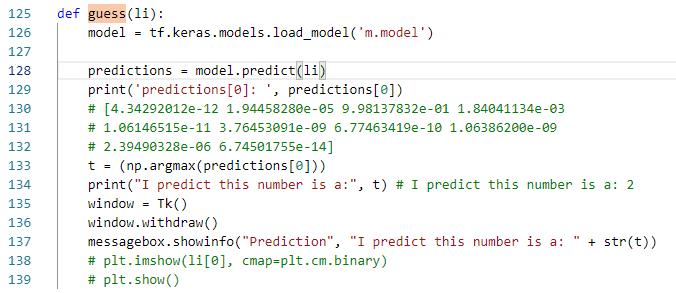 125 def guess(li):
126     model = tf.keras.models.load_model('m.model')
127
128     predictions = model.predict(li)
129     print('predictions[0]: ', predictions[0])
130     # [4.34292012e-12 1.94458280e-05 9.98137832e-01 1.84041134e-03
131     # 1.06146515e-11 3.76453091e-09 6.77463419e-10 1.06386200e-09
132     # 2.39490328e-06 6.74501755e-14]
133     t = (np.argmax(predictions[0]))
134     print("I predict this number is a:", t) # I predict this number is a: 2
135     window = Tk()
136     window.withdraw()
137     messagebox.showinfo("Prediction", "I predict this number is a: " + str(t))
138     # plt.imshow(li[0], cmap=plt.cm.binary)
139     # plt.show()